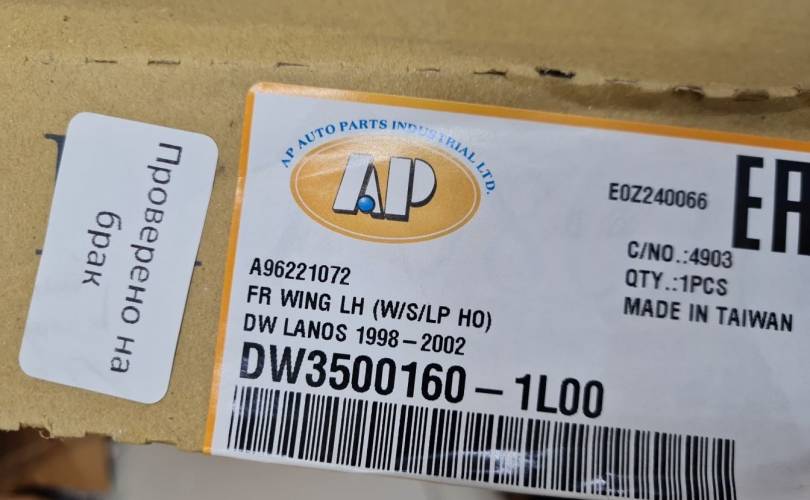 Проверено на
брак
AP AUTO PARTS INDUSTRIAL LTD.
AP
E0Z240066
C/NO.:4903
QTY.:1PCS
MADE IN TAIWAN
A96221072
FR WING LH (W/S/LP HO)
DW LANOS 1998-2002
DW3500160-1L00